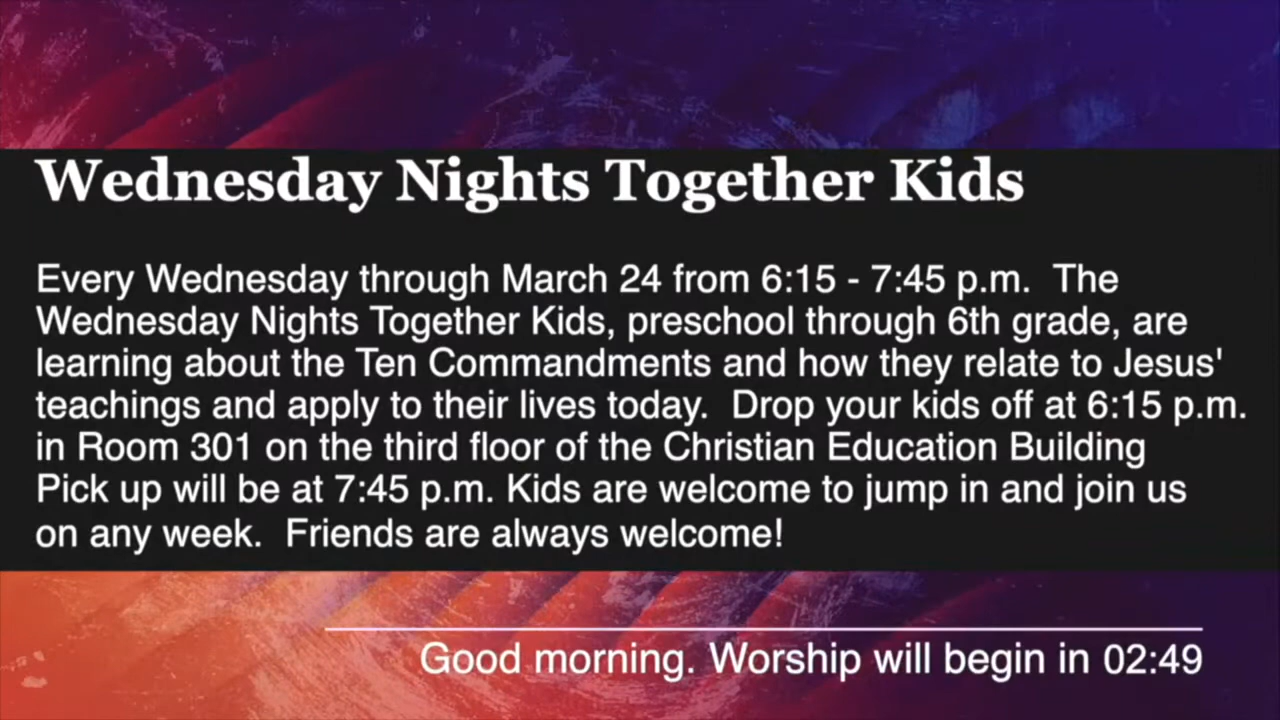 Wednesday Nights Together Kids
Every Wednesday through March 24 from 6:15 - 7:45 p.m.  The
Wednesday Nights Together Kids, preschool through 6th grade, are
learning about the Ten Commandments and how they relate to Jesus'
teachings and apply to their lives today.  Drop your kids off at 6:15 p.m.
in Room 301 on the third floor of the Christian Education Building
Pick up will be at 7:45 p.m. Kids are welcome to jump in and join us
on any week.  Friends are always welcome!
Good morning. Worship will begin in 02:49